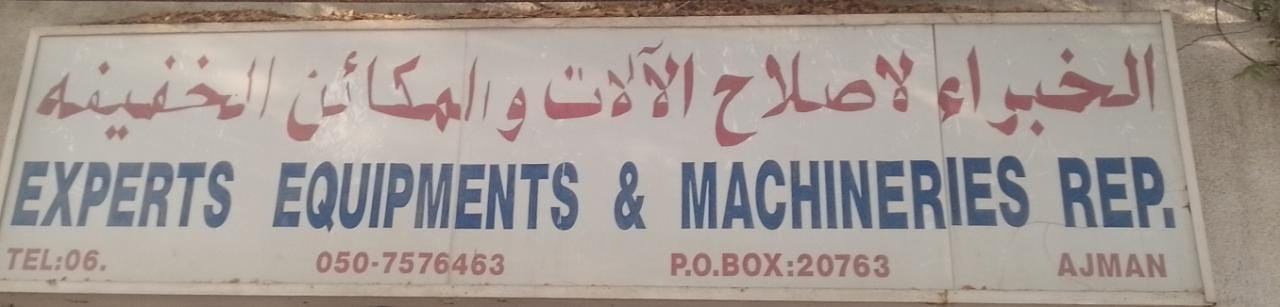 الخبراء لاصلاح الآلات والمكائن الخفيفه
EXPERTS EQUIPMENTS & MACHINERIES REP.
TEL:06. 050-7576463 P.O.BOX:20763 AJMAN